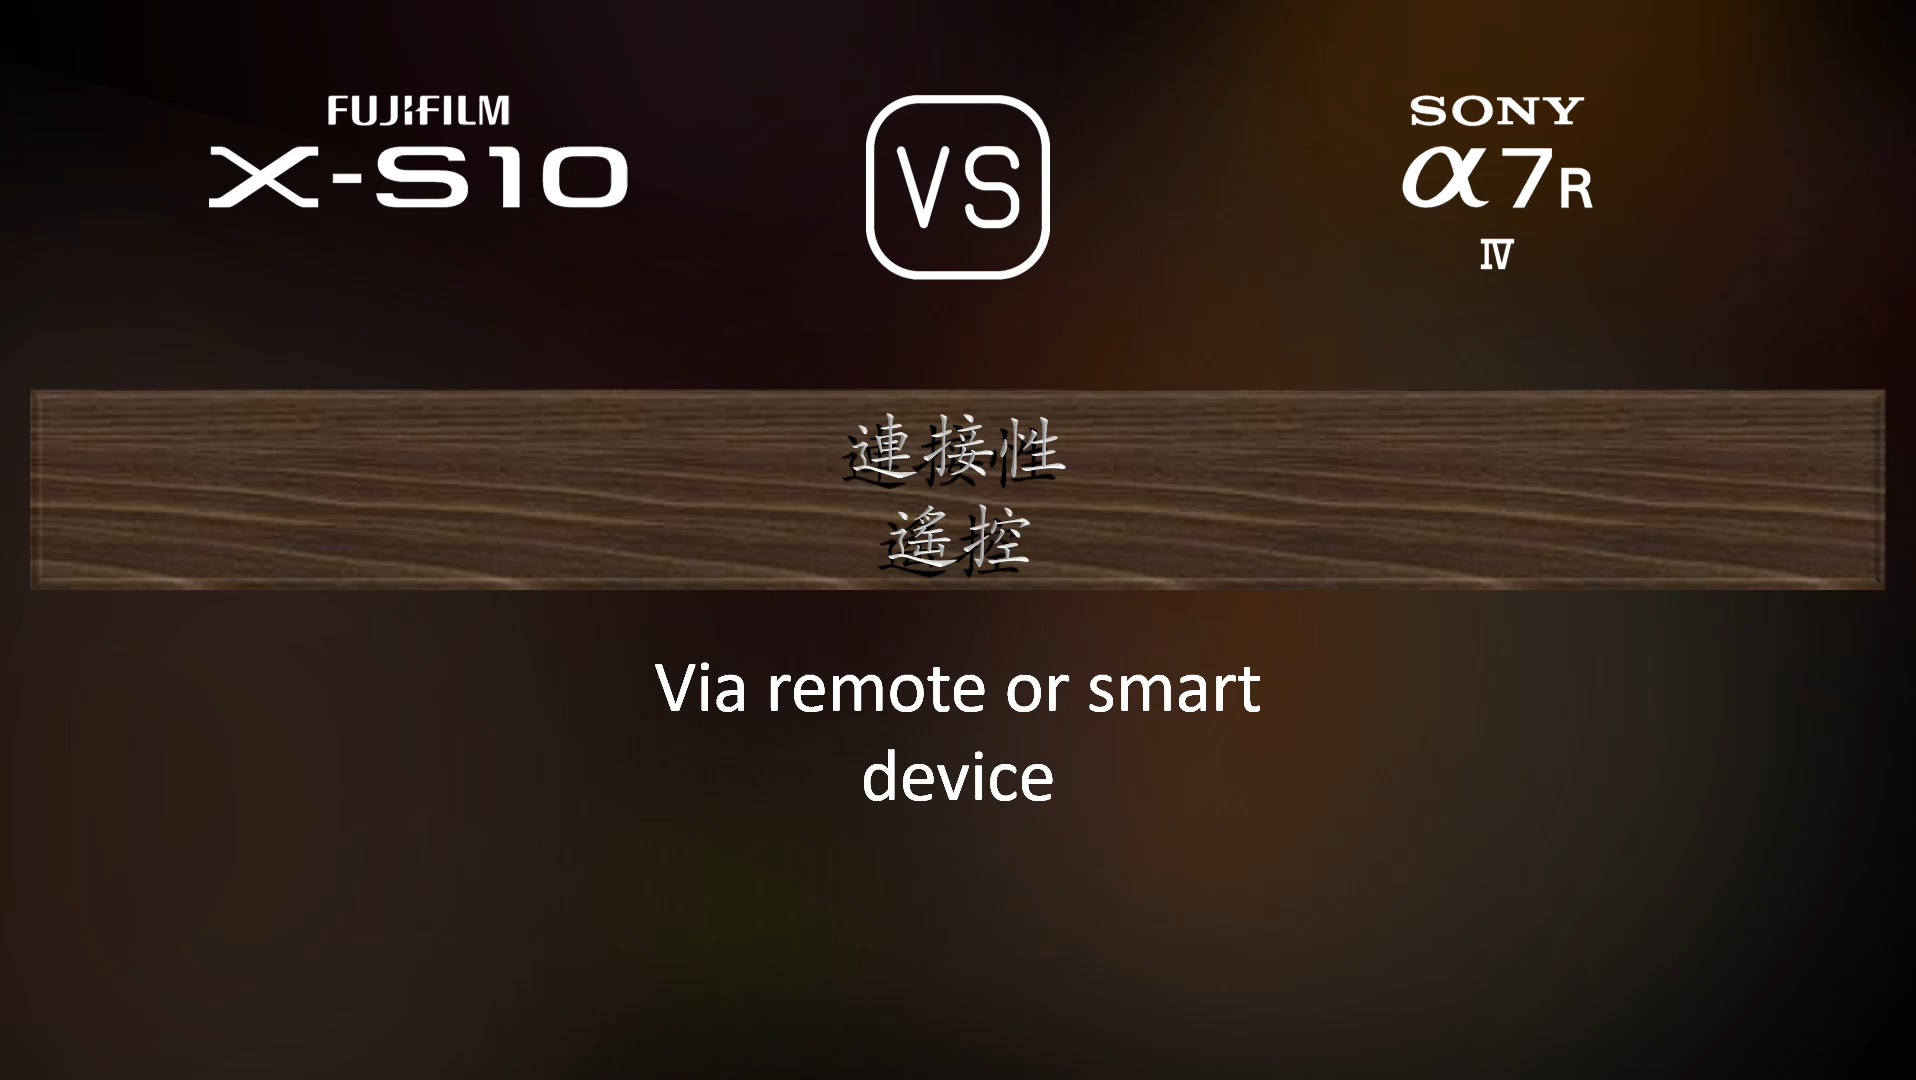 FUJIFILM
X-S10
VS
SONY
α7R
IV
連接性
遙控
Via remote or smart
device